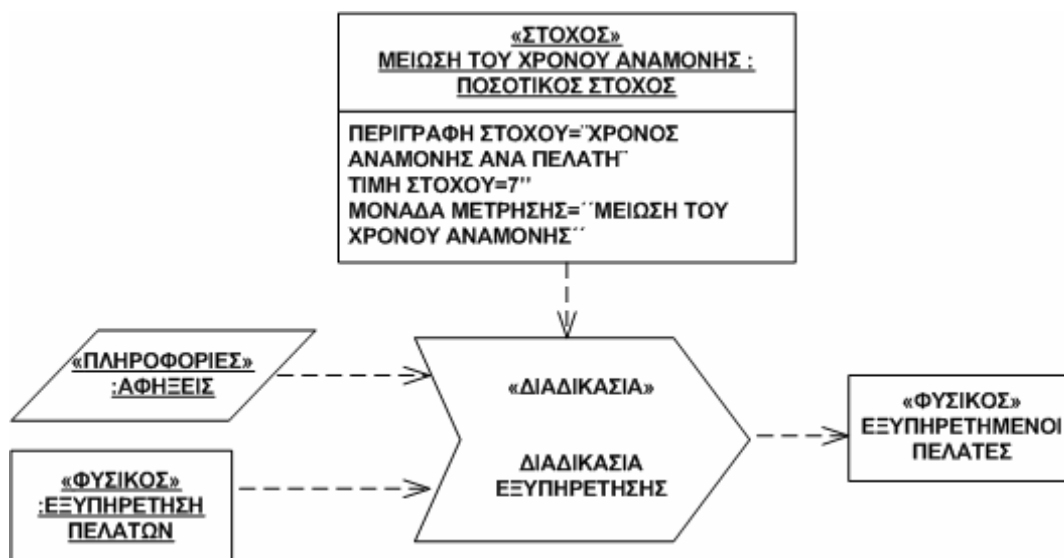 «ΣΤΟΧΟΣ»
ΜΕΙΩΣΗ ΤΟΥ ΧΡΟΝΟΥ ΑΝΑΜΟΝΗΣ :
ΠΟΣΟΤΙΚΟΣ ΣΤΟΧΟΣ
ΠΕΡΙΓΡΑΦΗ ΣΤΟΧΟΥ=¨ΧΡΟΝΟΣ
ΑΝΑΜΟΝΗΣ ΑΝΑ ΠΕΛΑΤΗ¨
ΤΙΜΗ ΣΤΟΧΟΥ=7’’
ΜΟΝΑΔΑ ΜΕΤΡΗΣΗΣ=΄΄ΜΕΙΩΣΗ ΤΟΥ
ΧΡΟΝΟΥ ΑΝΑΜΟΝΗΣ΄΄
«ΠΛΗΡΟΦΟΡΙΕΣ»
:ΑΦΗΞΕΙΣ
«ΦΥΣΙΚΟΣ»
:ΕΞΥΠΗΡΕΤΗΣΗ
ΠΕΛΑΤΩΝ
«ΔΙΑΔΙΚΑΣΙΑ»
ΔΙΑΔΙΚΑΣΙΑ
ΕΞΥΠΗΡΕΤΗΣΗΣ
«ΦΥΣΙΚΟΣ»
ΕΞΥΠΗΡΕΤΗΜΕΝΟΙ
ΠΕΛΑΤΕΣ